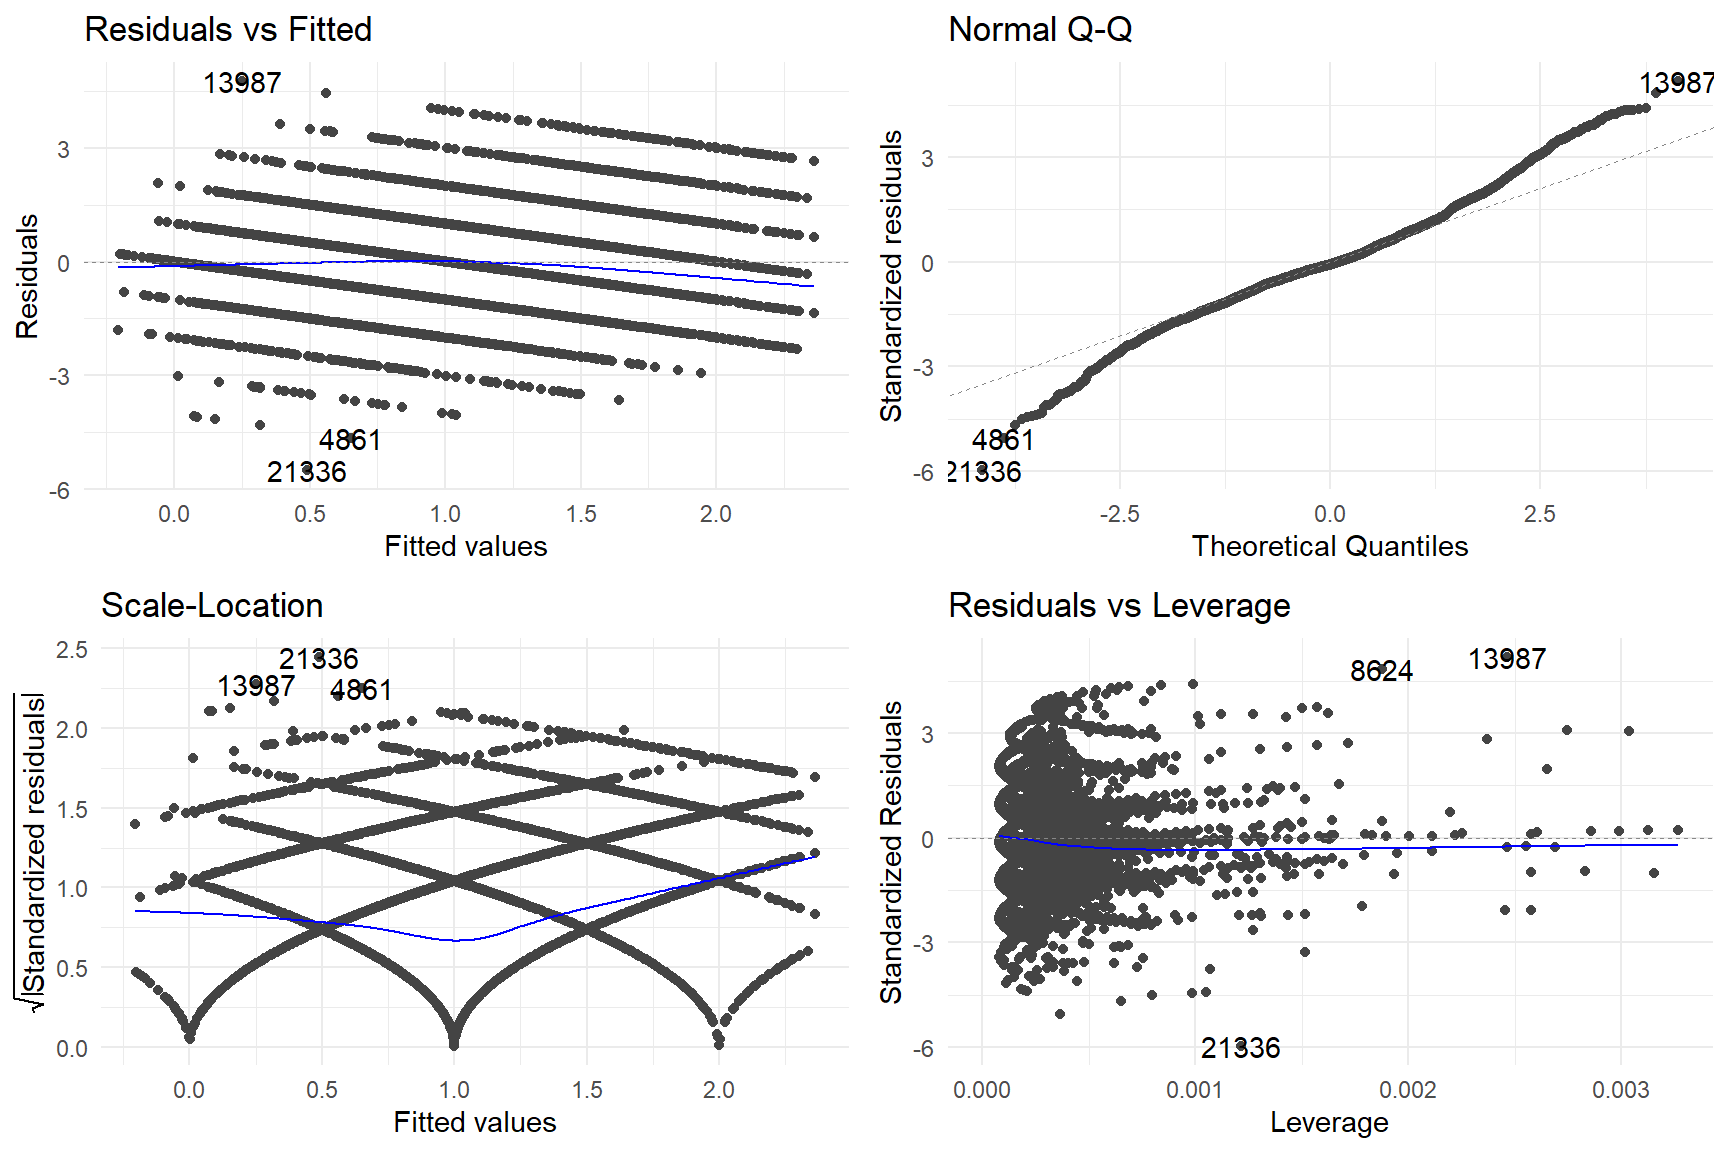 Residuals vs Fitted
Residuals
3
0
-3
-6
13987
4861
21336
0.0 0.5 1.0 1.5 2.0
Fitted values
Normal Q-Q
Standardized residuals
3
0
-3
-6
13987
4861
21336
-2.5 0.0 2.5
Theoretical Quantiles
Scale-Location
√|Standardized residuals|
2.5
2.0
1.5
1.0
0.5
0.0
21336
13987
4861
0.0 0.5 1.0 1.5 2.0
Fitted values
Residuals vs Leverage
Standardized Residuals
3
0
-3
-6
8624
13987
21336
0.000 0.001 0.002 0.003
Leverage